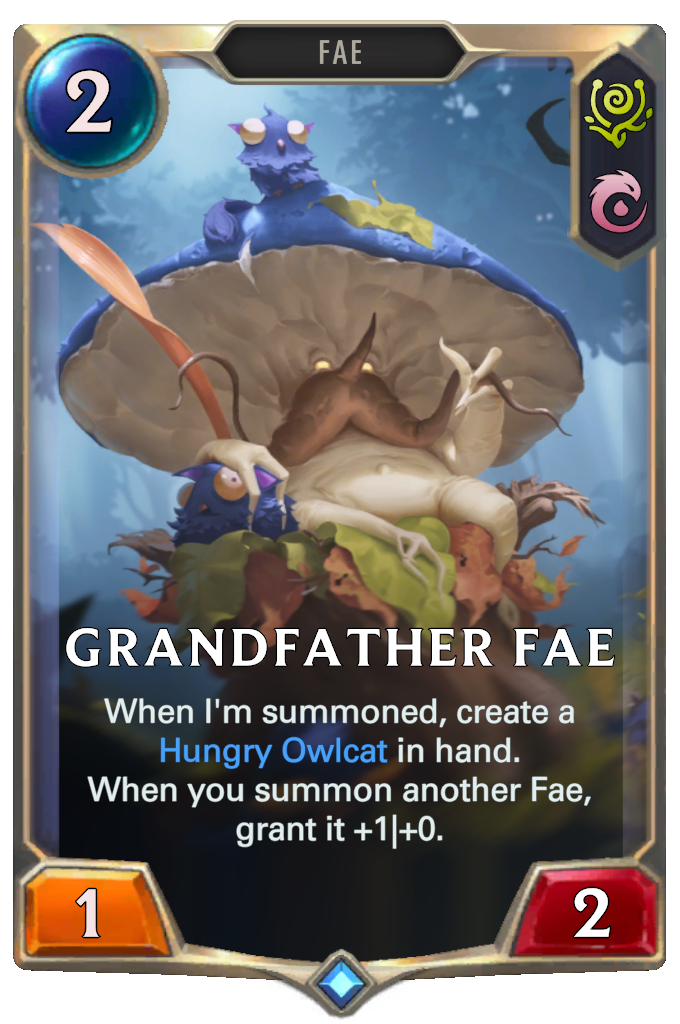 FAE
2
GRANDFATHER FAE
When I'm summoned, create a
Hungry Owlcat in hand.
When you summon another Fae,
grant it +1|+0.
1
2